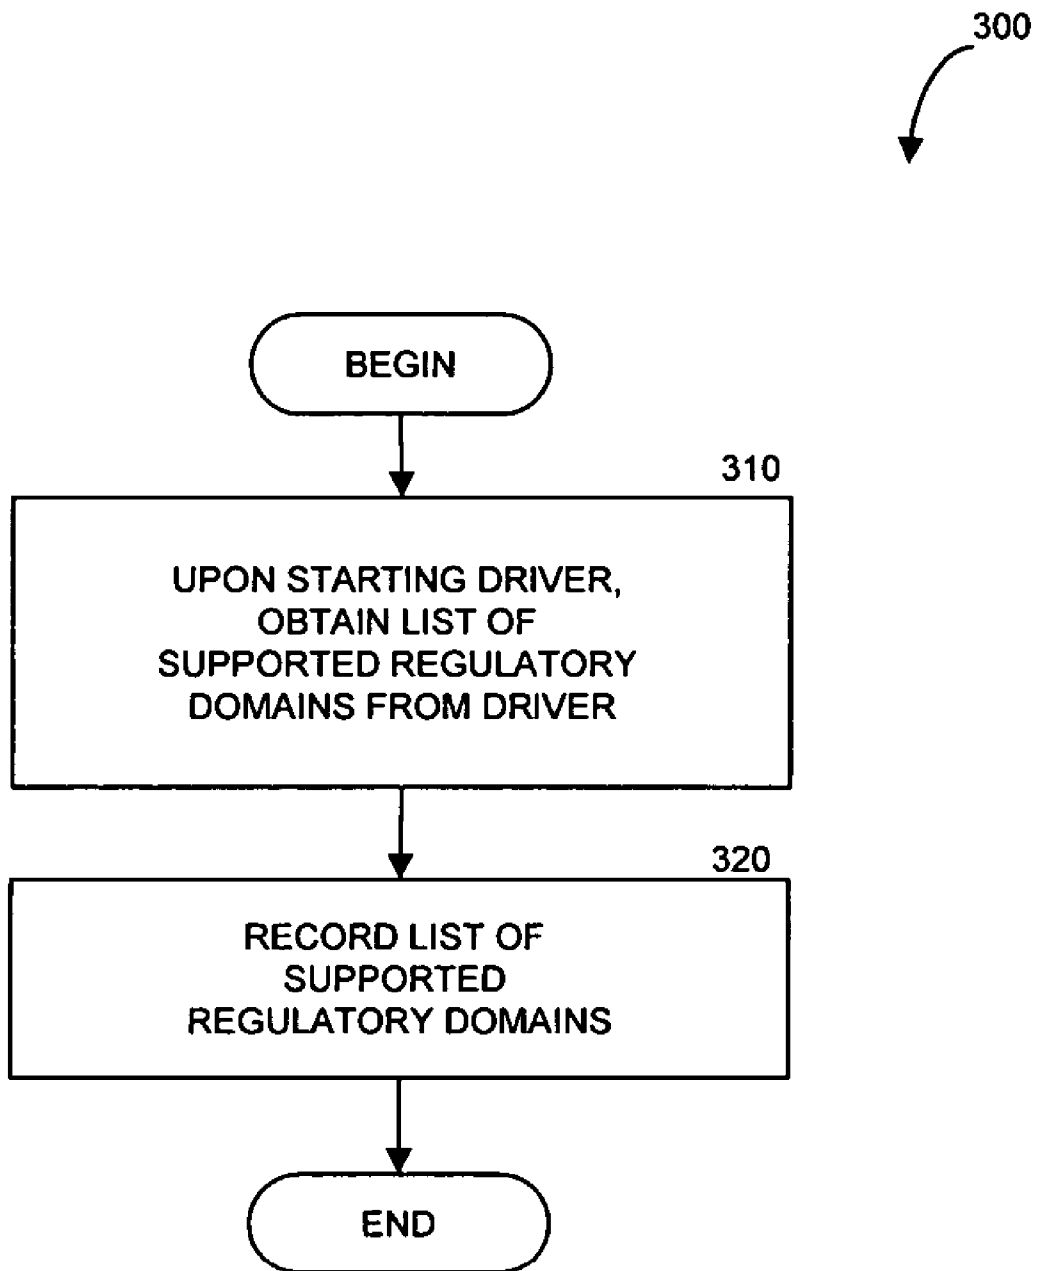 300
BEGIN
310
UPON STARTING DRIVER,
OBTAIN LIST OF
SUPPORTED REGULATORY
DOMAINS FROM DRIVER
320
RECORD LIST OF
SUPPORTED
REGULATORY DOMAINS
END